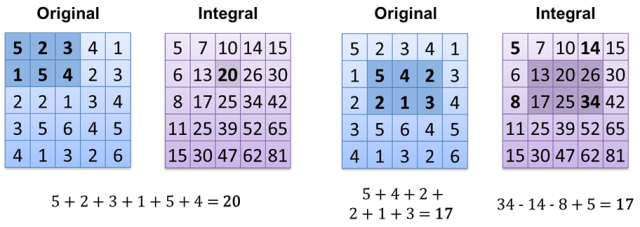 Original Integral Original Integral
5 2 3 4 1 5 7 10 14 15 5 2 3 4 1 5 7 10 14 15
1 5 4 2 3 6 13 20 26 30 1 5 4 2 3 6 13 20 26 30
2 2 1 3 4 8 17 25 34 42 2 2 1 3 4 8 17 25 34 42
3 5 6 4 5 11 25 39 52 65 3 5 6 4 5 11 25 39 52 65
4 1 3 2 6 15 30 47 62 81 4 1 3 2 6 15 30 47 62 81
5 + 2 + 3 + 1 + 5 + 4 = 20
5 + 4 + 2 +
2 + 1 + 3 = 17
34 - 14 - 8 + 5 = 17